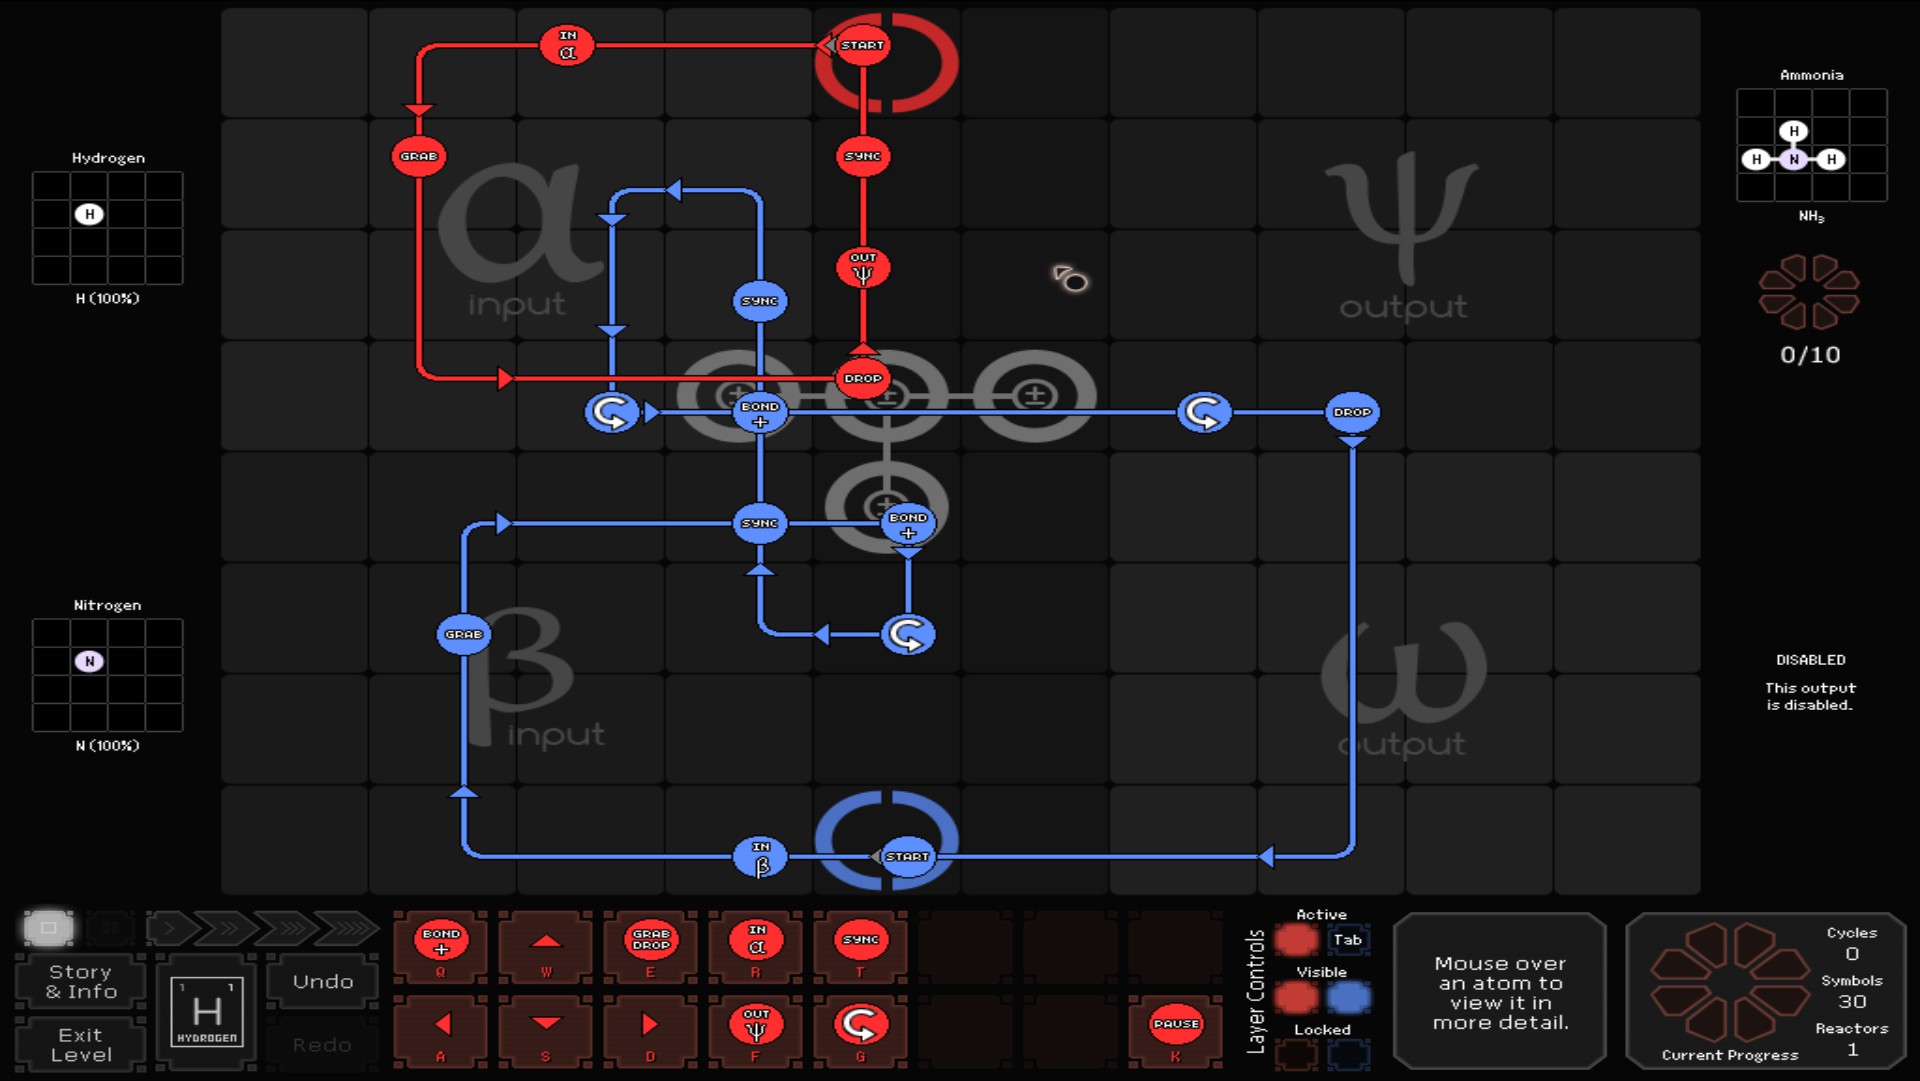 IN
α
START
Hydrogen
H
H (100%)
GRAB
SYNC
α
input
OUT
ψ
SYNC
ψ
output
Ammonia
H
H N H
NH₃
0/10
DROP
±
±
±
BOND
+
DROP
SYNC
±
BOND
+
Nitrogen
N
N (100%)
GRAB
β
input
ω
output
DISABLED
This output
is disabled.
IN
β
START
Story
& Info
Exit
Level
1 1
H
HYDROGEN
Undo
Redo
BOND
+
Q
W
GRAB
DROP
E
IN
α
R
SYNC
T
A
S
D
OUT
ψ
F
G
PAUSE
K
Layer Controls
Active
Tab
Visible
Locked
Mouse over
an atom to
view it in
more detail.
Cycles
0
Symbols
30
Reactors
1
Current Progress